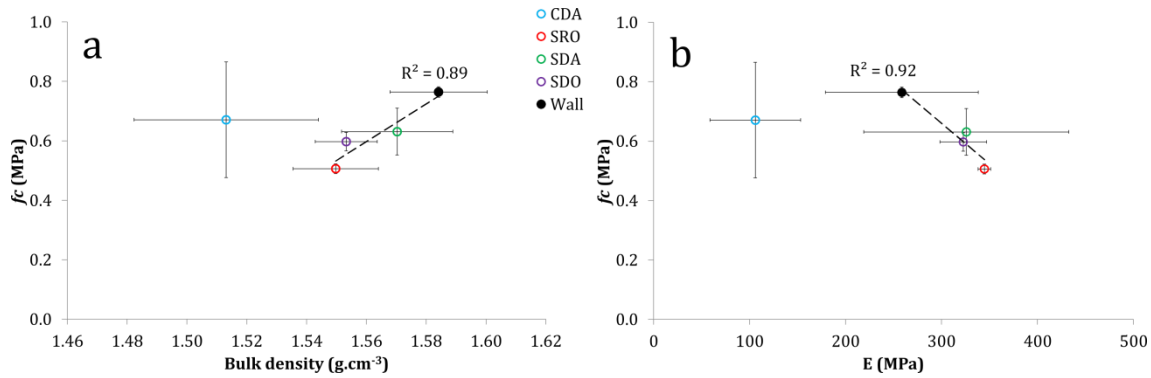 a
fc (MPa)
1.0
0.8
0.6
0.4
0.2
0.0
1.46
1.48
1.50
1.52
1.54
1.56
1.58
1.60
1.62
Bulk density (g.cm-3)
R² = 0.89
CDA
SRO
SDA
SDO
Wall
b
fc (MPa)
1.0
0.8
0.6
0.4
0.2
0.0
0
100
200
300
400
500
E (MPa)
R² = 0.92